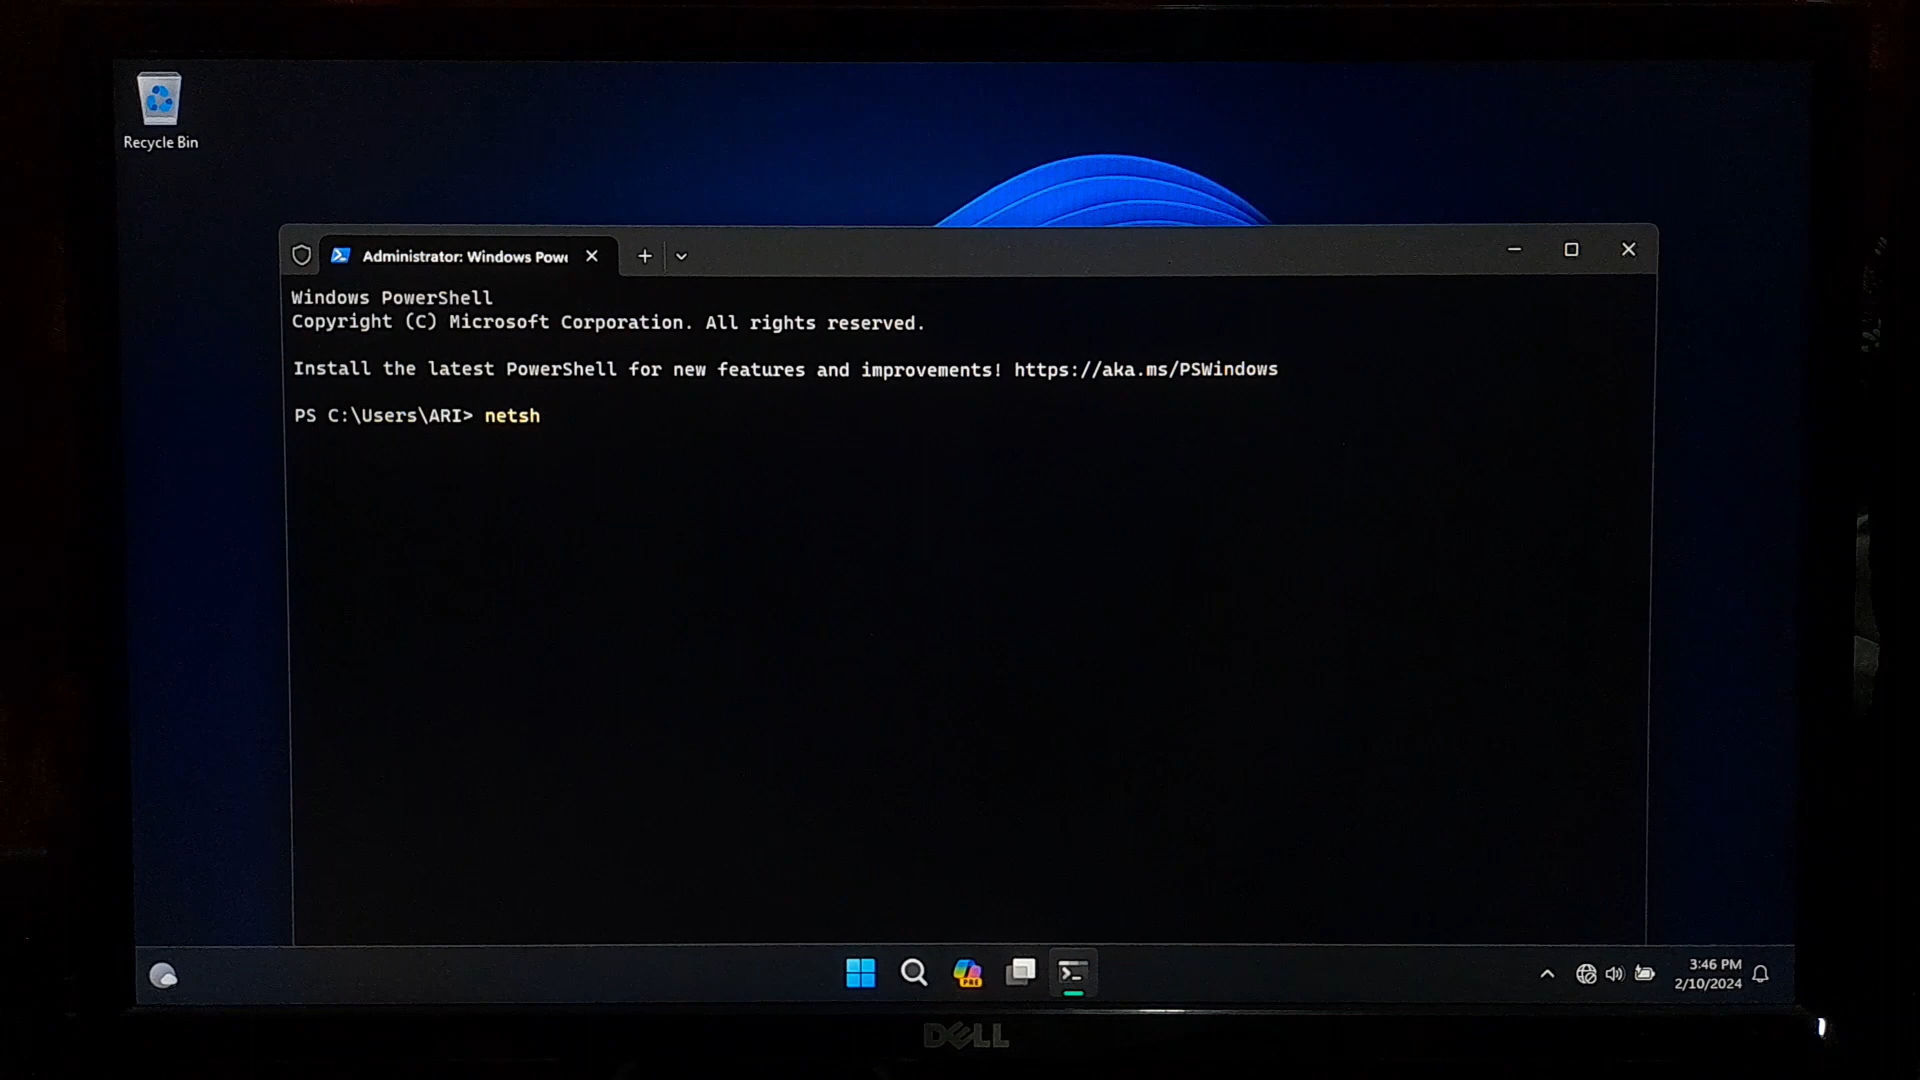 Recycle Bin
Administrator: Windows Powe
Windows PowerShell
Copyright (C) Microsoft Corporation. All rights reserved.
Install the latest PowerShell for new features and improvements! https://aka.ms/PSWindows
PS C:\Users\ARI> netsh
PRE
3:46 PM
2/10/2024
DELL